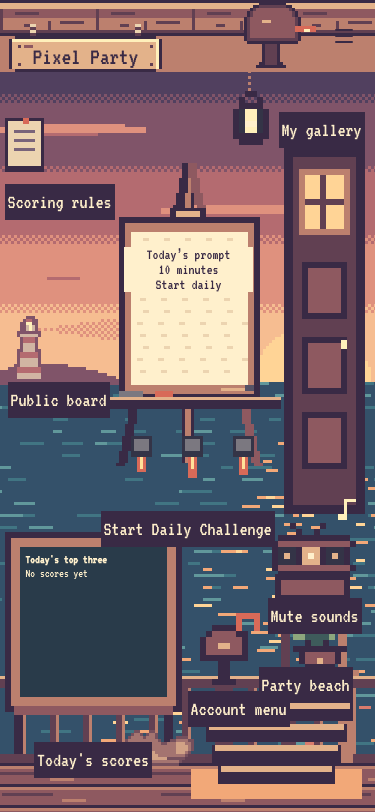 Pixel Party
My gallery
Scoring rules
Today's prompt
10 minutes
Start daily
Public board
Start Daily Challenge
Today's top three
No scores yet
Mute sounds
Party beach
Account menu
Today's scores